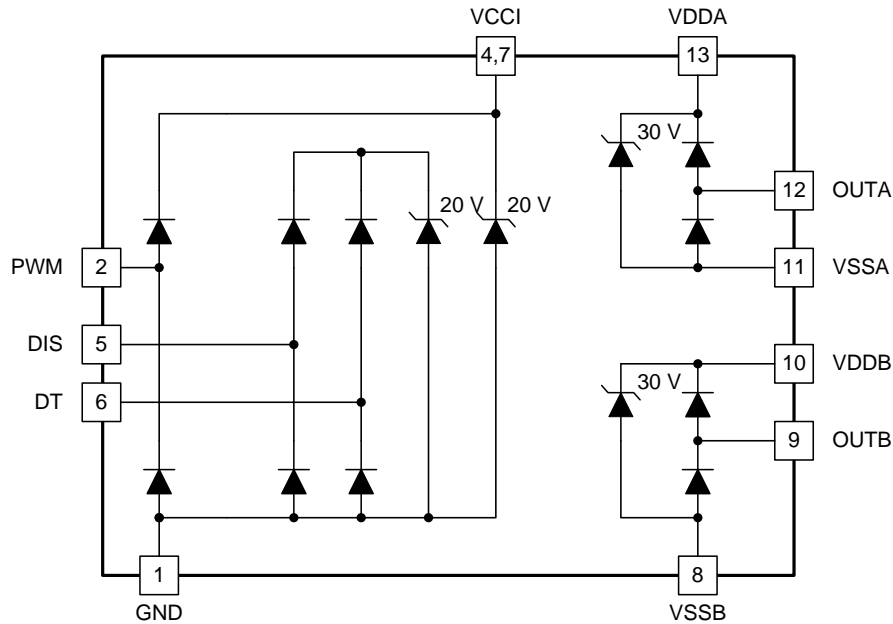 VCCI
VDDA
4,7
13
30 V
12 OUTA
20 V 20 V
PWM 2
11 VSSA
DIS 5
10 VDDB
30 V
DT 6
9 OUTB
1
8
GND
VSSB